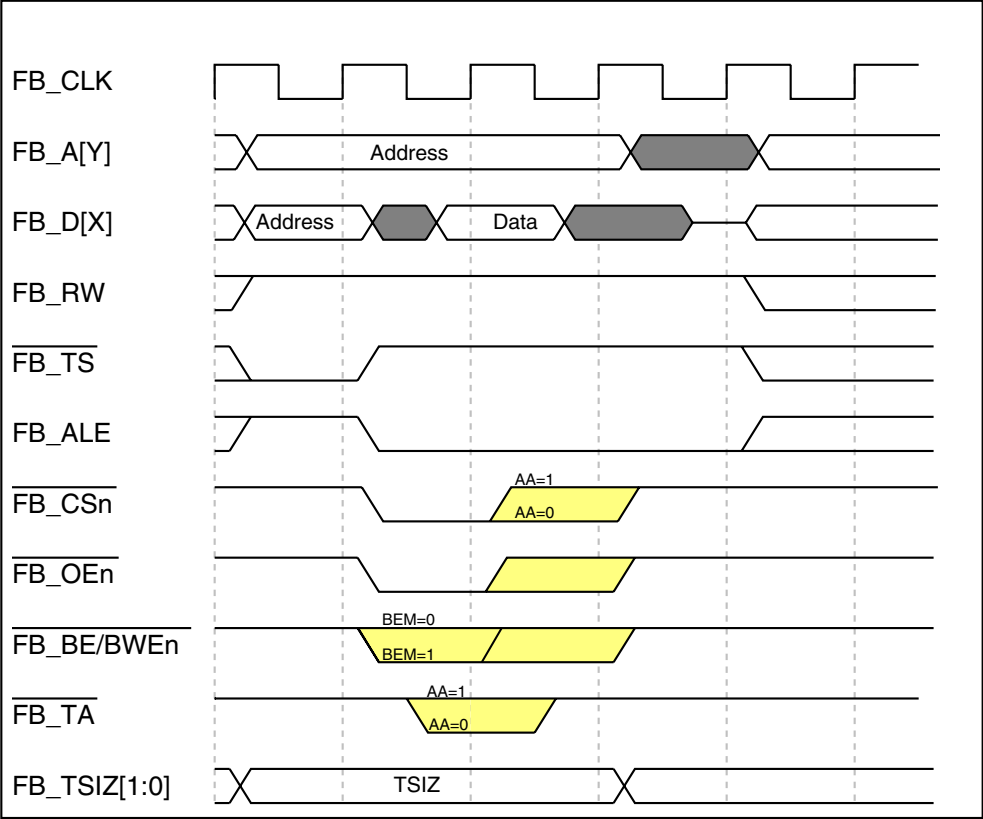 FB_CLK
FB_A[Y]
Address
FB_D[X]
Address
Data
FB_RW
FB_TS
FB_ALE
AA=1
FB_CSn
AA=0
FB_OEn
BEM=0
FB_BE/BWEn
BEM=1
AA=1
FB_TA
AA=0
FB_TSIZ[1:0]
TSIZ